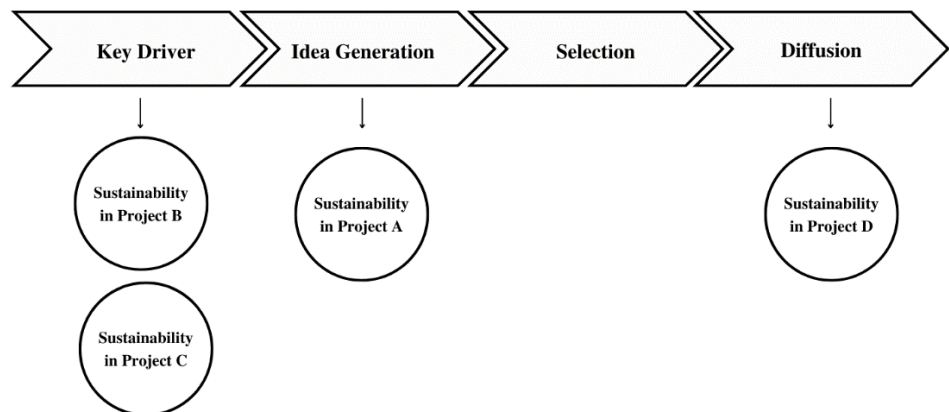 Key Driver
Idea Generation
Selection
Diffusion
Sustainability
in Project B
Sustainability
in Project A
Sustainability
in Project D
Sustainability
in Project C